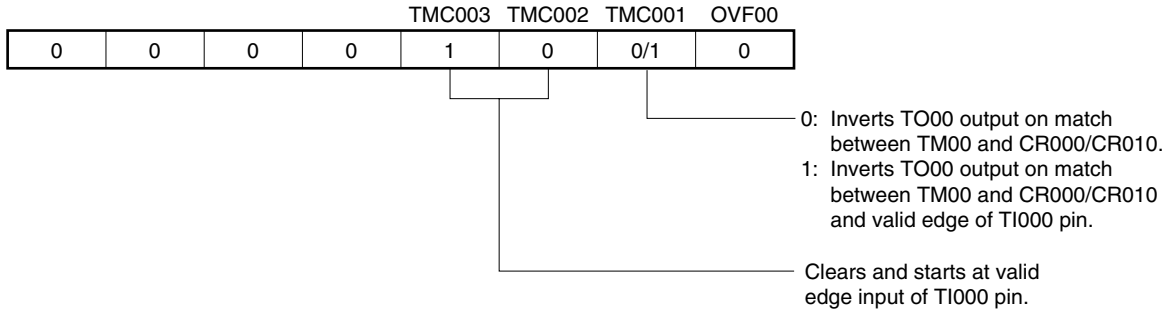 TMC003 TMC002 TMC001 OVF00
0 0 0 0 1 0 0/1 0
0: Inverts TO00 output on match
between TM00 and CR000/CR010.
1: Inverts TO00 output on match
between TM00 and CR000/CR010
and valid edge of TI000 pin.
Clears and starts at valid
edge input of TI000 pin.